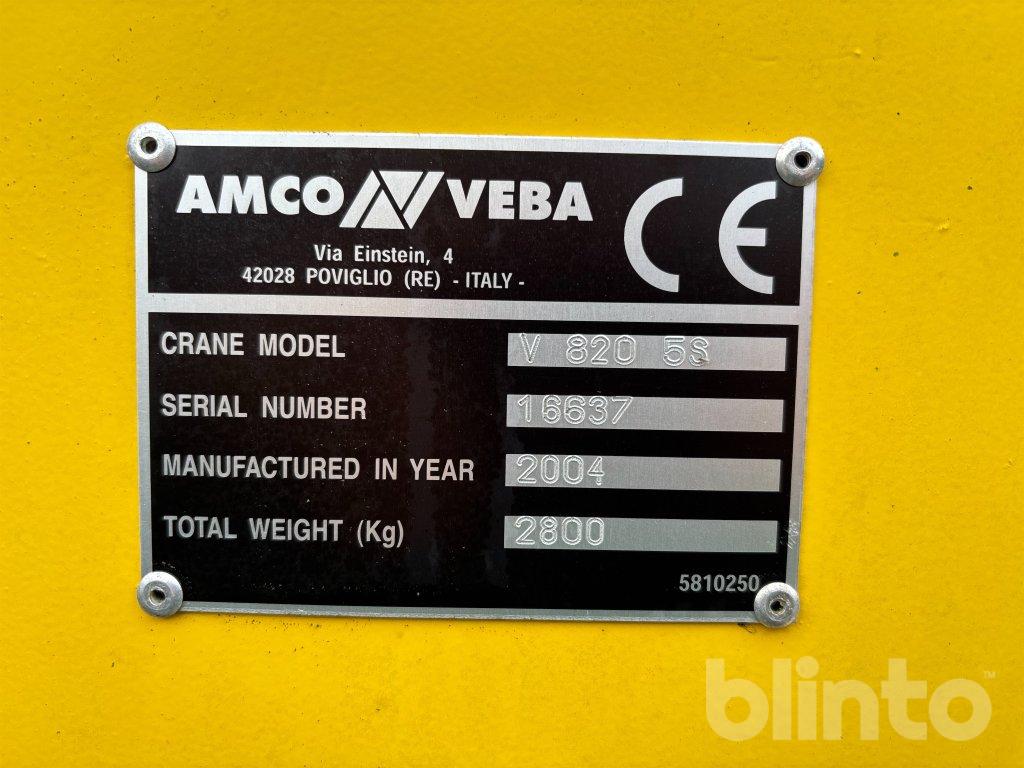 AMCO VEBA
CE
Via Einstein, 4
42028 POVIGLIO (RE) - ITALY -
CRANE MODEL V 820 5S
SERIAL NUMBER 16637
MANUFACTURED IN YEAR 2004
TOTAL WEIGHT (Kg) 2800
5810250
blinto™